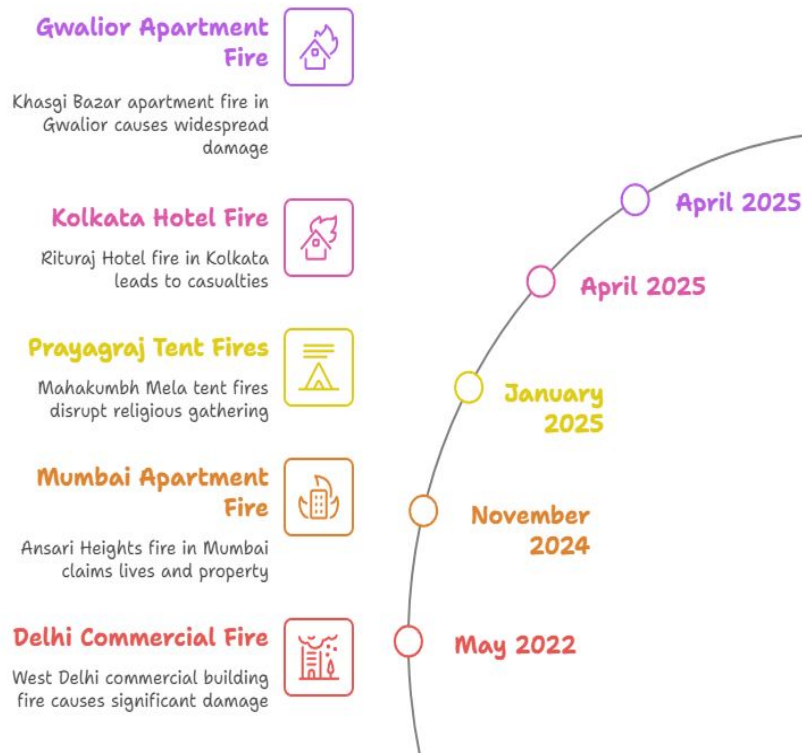 Gwalior Apartment
Fire
Khasgi Bazar apartment fire in
Gwalior causes widespread
damage
April 2025
Kolkata Hotel Fire
Rituraj Hotel fire in Kolkata
leads to casualties
April 2025
Prayagraj Tent Fires
Mahakumbh Mela tent fires
disrupt religious gathering
January
2025
Mumbai Apartment
Fire
Ansari Heights fire in Mumbai
claims lives and property
November
2024
Delhi Commercial Fire
West Delhi commercial building
fire causes significant damage
May 2022